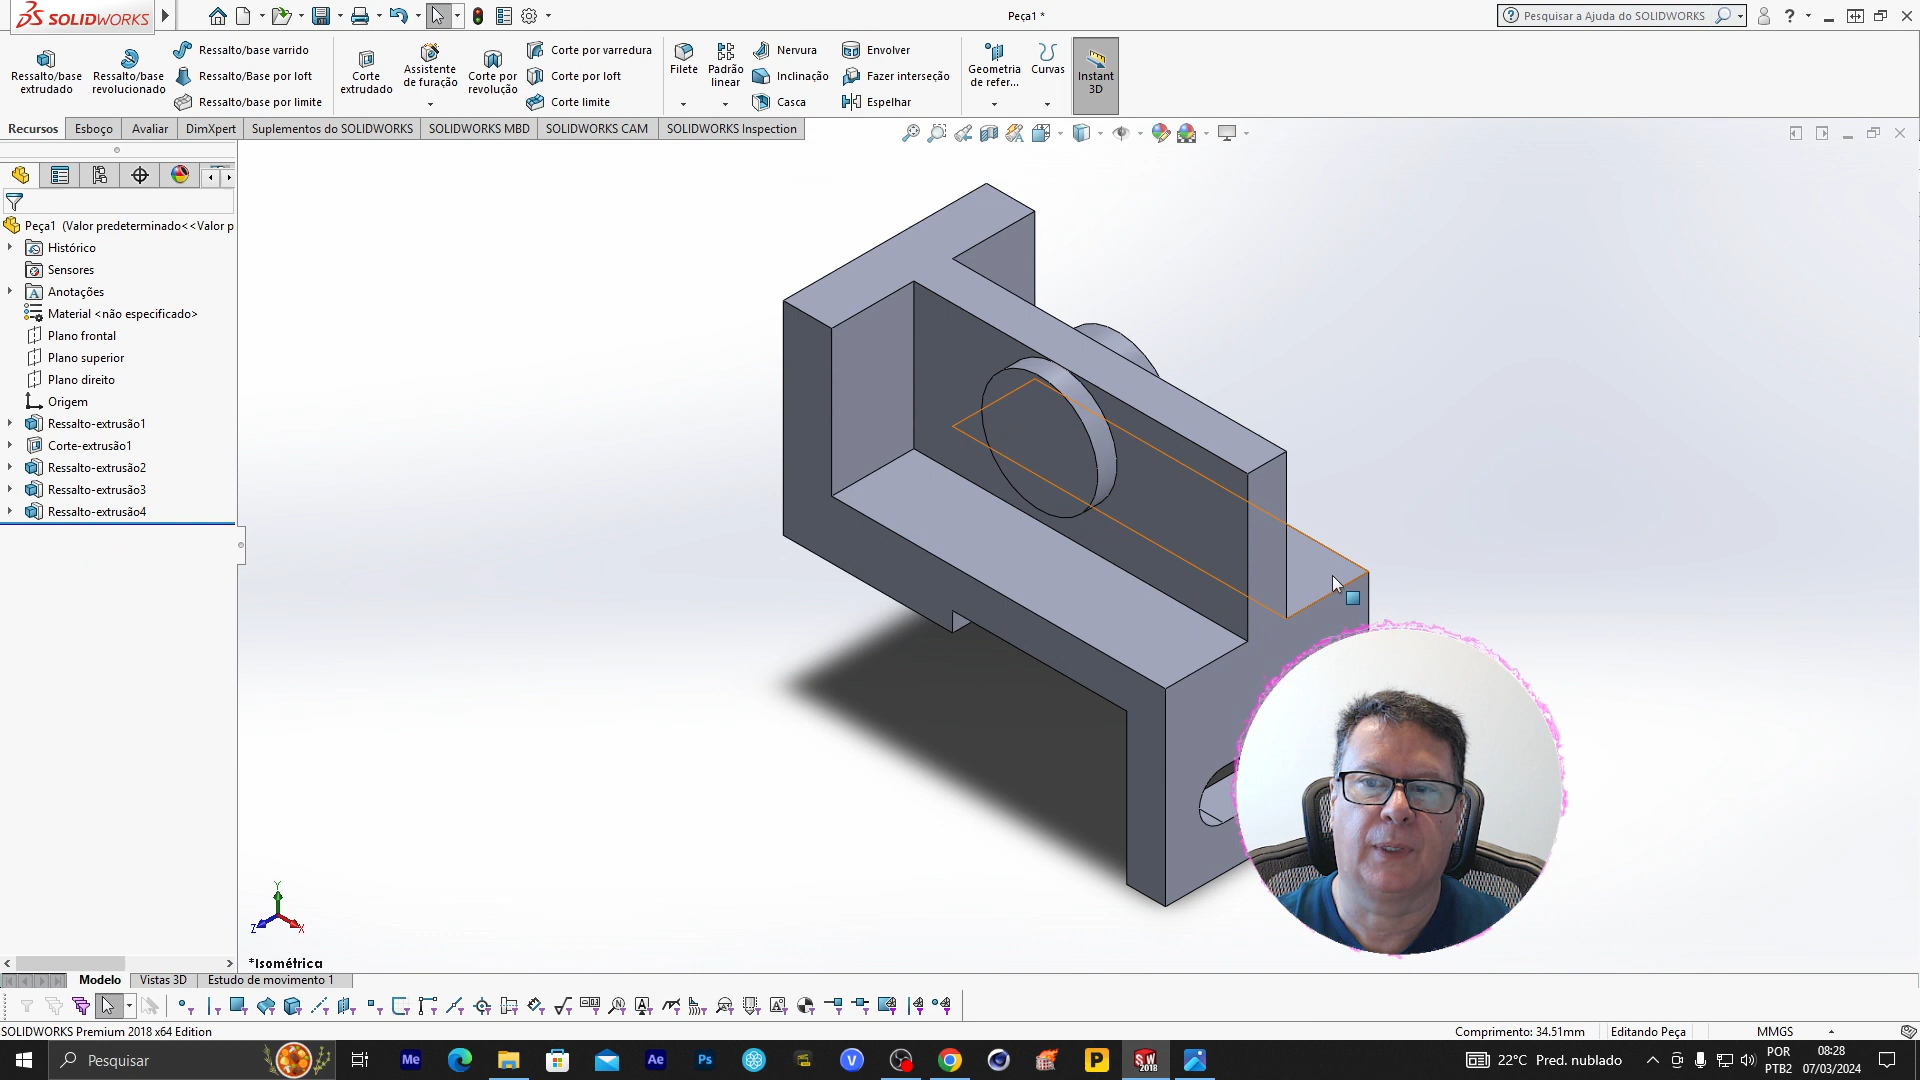 SOLIDWORKS
Peça1 *
Pesquisar a Ajuda do SOLIDWORKS
Ressalto/base extrudado
Ressalto/base revolucionado
Ressalto/base varrido
Ressalto/Base por loft
Ressalto/base por limite
Corte extrudado
Assistente de furação
Corte por revolução
Corte por varredura
Corte por loft
Corte limite
Filete
Padrão linear
Nervura
Inclinação
Casca
Envolver
Fazer interseção
Espelhar
Geometria de refer...
Curvas
Instant 3D
Recursos
Esboço
Avaliar
DimXpert
Suplementos do SOLIDWORKS
SOLIDWORKS MBD
SOLIDWORKS CAM
SOLIDWORKS Inspection
Peça1 (Valor predeterminado<<Valor p
Histórico
Sensores
Anotações
Material <não especificado>
Plano frontal
Plano superior
Plano direito
Origem
Ressalto-extrusão1
Corte-extrusão1
Ressalto-extrusão2
Ressalto-extrusão3
Ressalto-extrusão4
Y
Z
X
*Isométrica
Modelo
Vistas 3D
Estudo de movimento 1
SOLIDWORKS Premium 2018 x64 Edition
Comprimento: 34.51mm
Editando Peça
MMGS
Pesquisar
Me
Ae
Ps
V
P
SW
2018
22°C Pred. nublado
POR
PTB2
08:28
07/03/2024